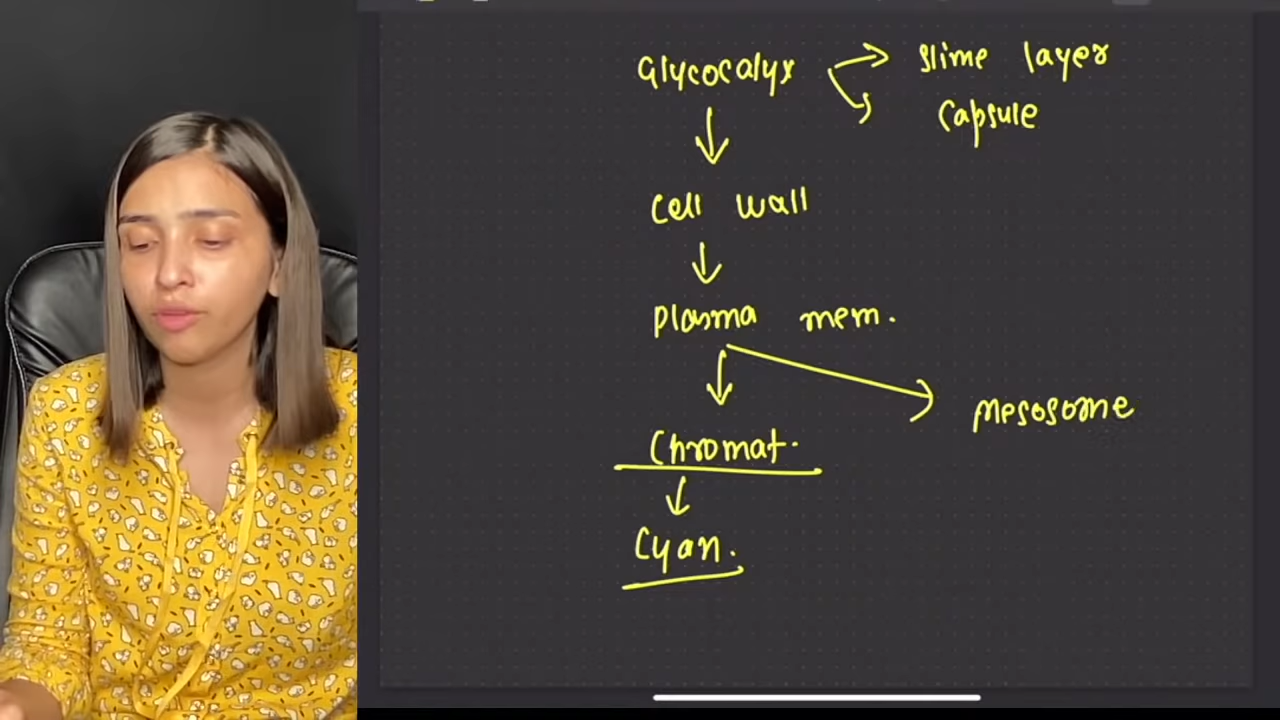 Glycocalyx → slime layer
Capsule
↓
Cell wall
↓
Plasma mem.
↓ → Mesosome
Chromat.
↓
Cyan.